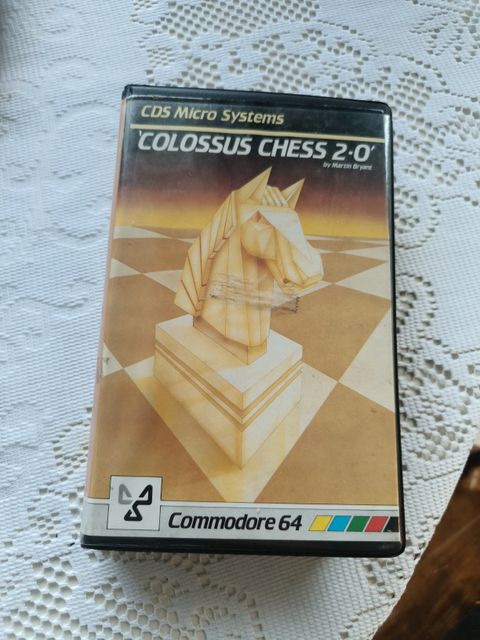 CDS Micro Systems
'COLOSSUS CHESS 2·0'
by Martin Bryant
Commodore 64